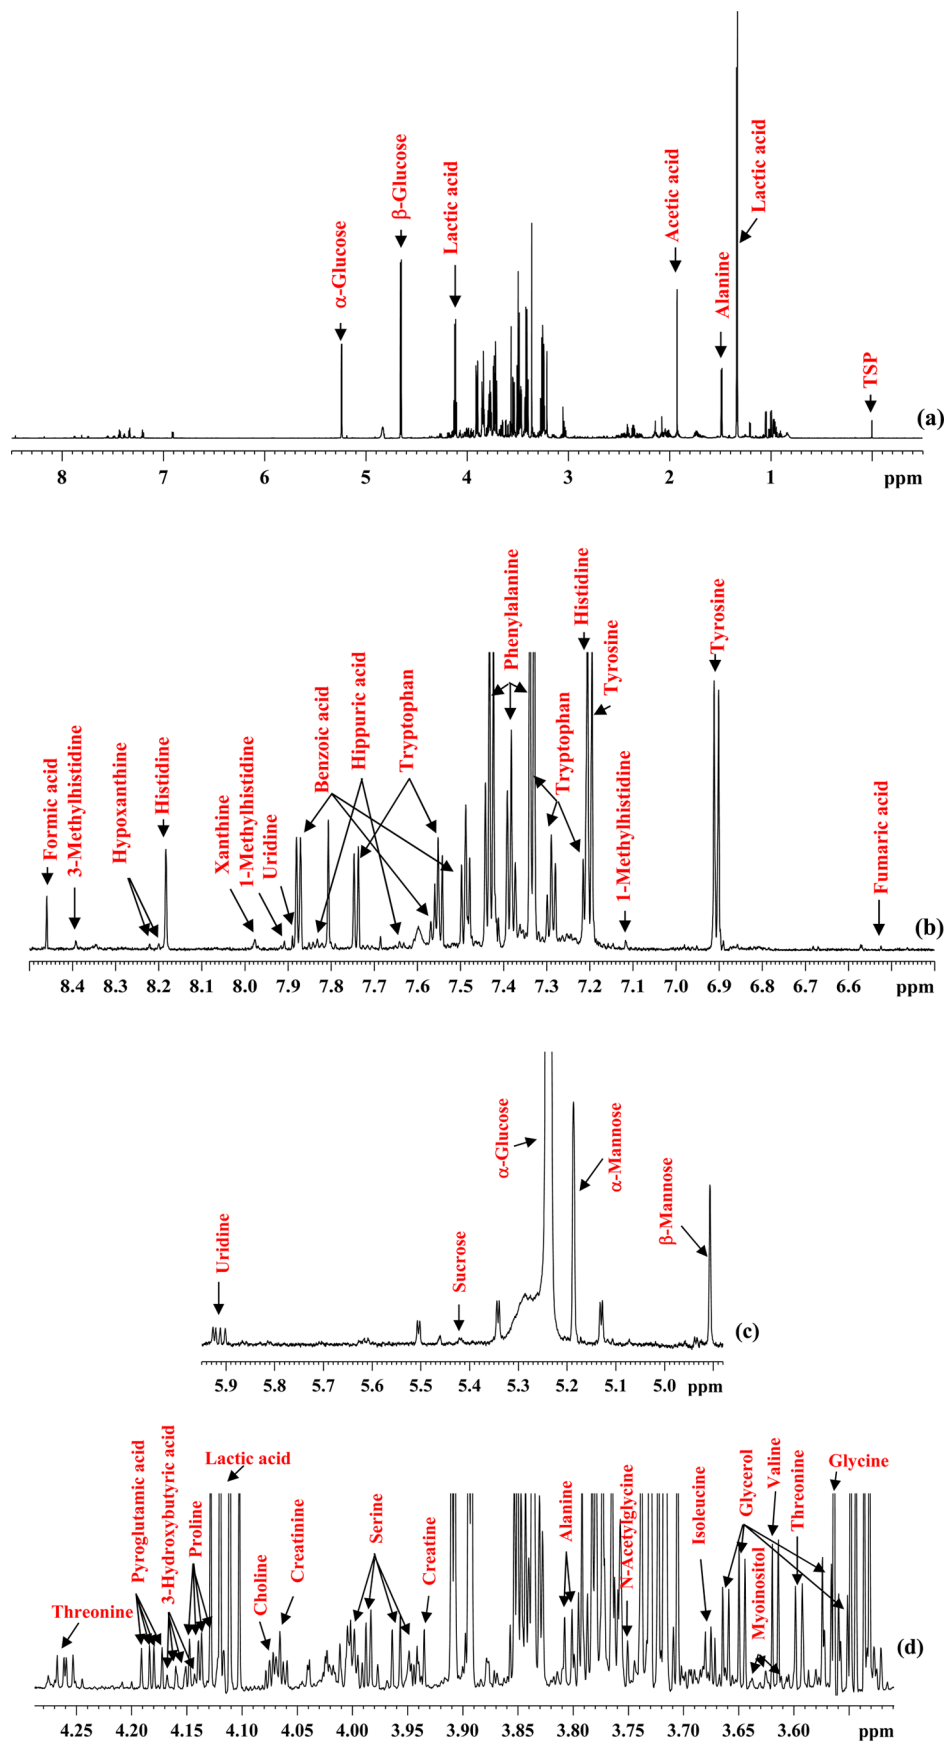 α-Glucose
β-Glucose
Lactic acid
Acetic acid
Alanine
Lactic acid
TSP
(a)
8 7 6 5 4 3 2 1 ppm
Formic acid
3-Methylhistidine
Hypoxanthine
Histidine
Xanthine
1-Methylhistidine
Uridine
Benzoic acid
Hippuric acid
Tryptophan
Phenylalanine
Tryptophan
Histidine
Tyrosine
1-Methylhistidine
Tyrosine
Fumaric acid
(b)
8.4 8.3 8.2 8.1 8.0 7.9 7.8 7.7 7.6 7.5 7.4 7.3 7.2 7.1 7.0 6.9 6.8 6.7 6.6 ppm
Uridine
Sucrose
α-Glucose
α-Mannose
β-Mannose
(c)
5.9 5.8 5.7 5.6 5.5 5.4 5.3 5.2 5.1 5.0 ppm
Threonine
Pyroglutamic acid
3-Hydroxybutyric acid
Proline
Lactic acid
Choline
Creatinine
Serine
Creatine
Alanine
N-Acetylglycine
Isoleucine
Glycerol
Myoinositol
Valine
Threonine
Glycine
(d)
4.25 4.20 4.15 4.10 4.05 4.00 3.95 3.90 3.85 3.80 3.75 3.70 3.65 3.60 ppm